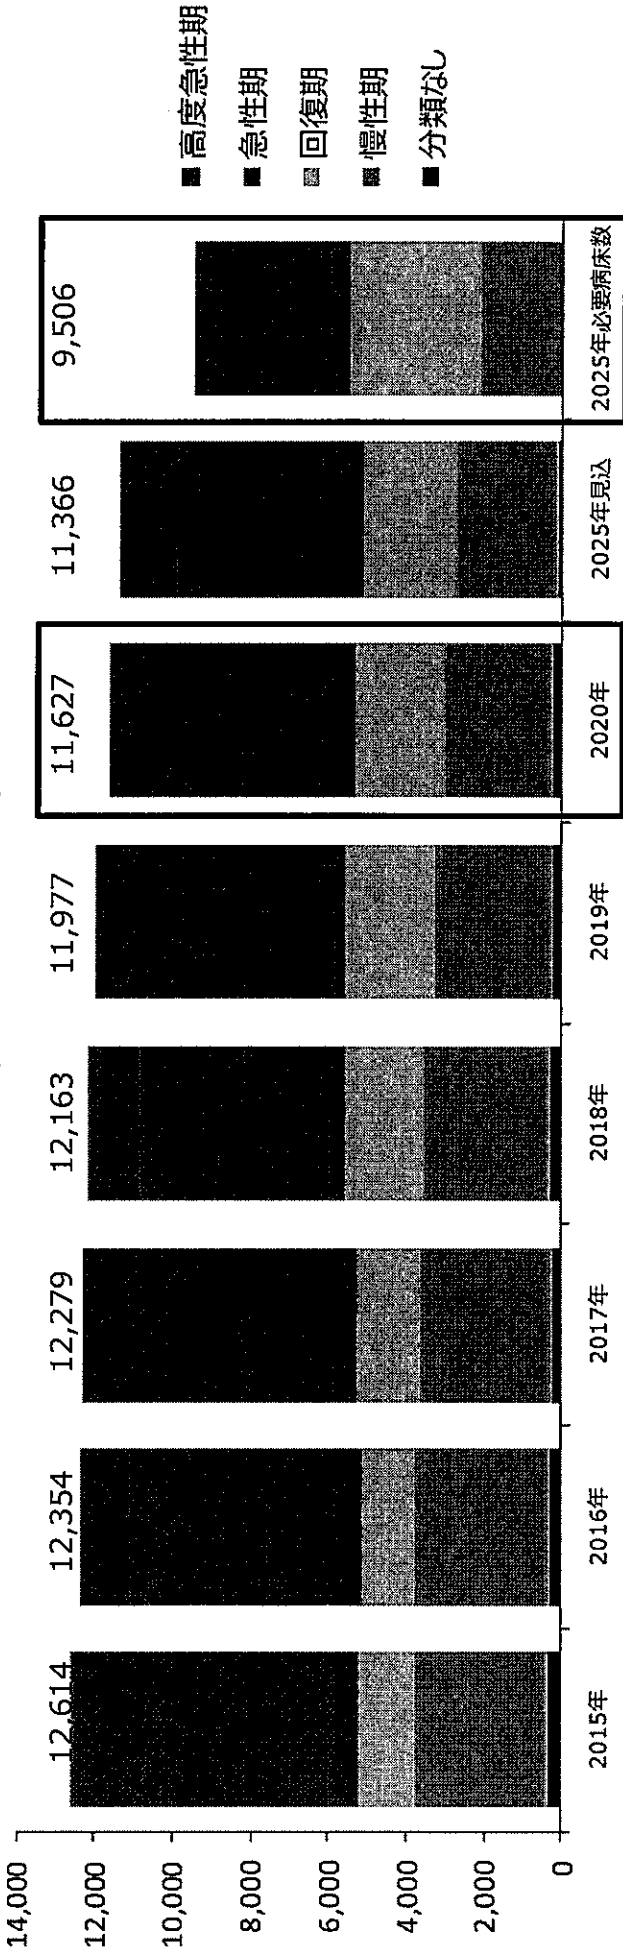 14,000
12,000
10,000
8,000
6,000
4,000
2,000
0
12,614
12,354
12,279
12,163
11,977
11,627
11,366
9,506
2015年
2016年
2017年
2018年
2019年
2020年
2025年見込
2025年必要病床数
■高度急性期
■急性期
■回復期
■慢性期
■分類なし